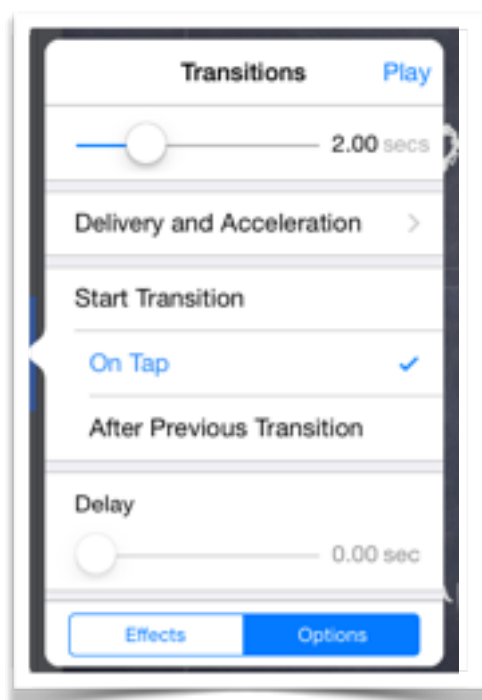 Transitions Play
2.00 secs
Delivery and Acceleration
Start Transition
On Tap
After Previous Transition
Delay
0.00 sec
Effects Options